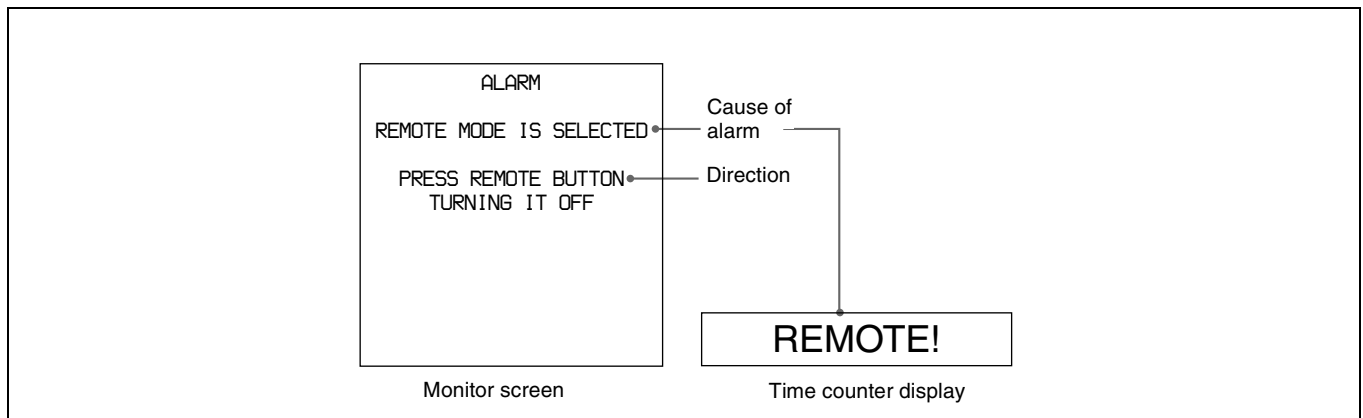 ALARM
REMOTE MODE IS SELECTED
PRESS REMOTE BUTTON
TURNING IT OFF
Cause of
alarm
Direction
REMOTE!
Monitor screen
Time counter display